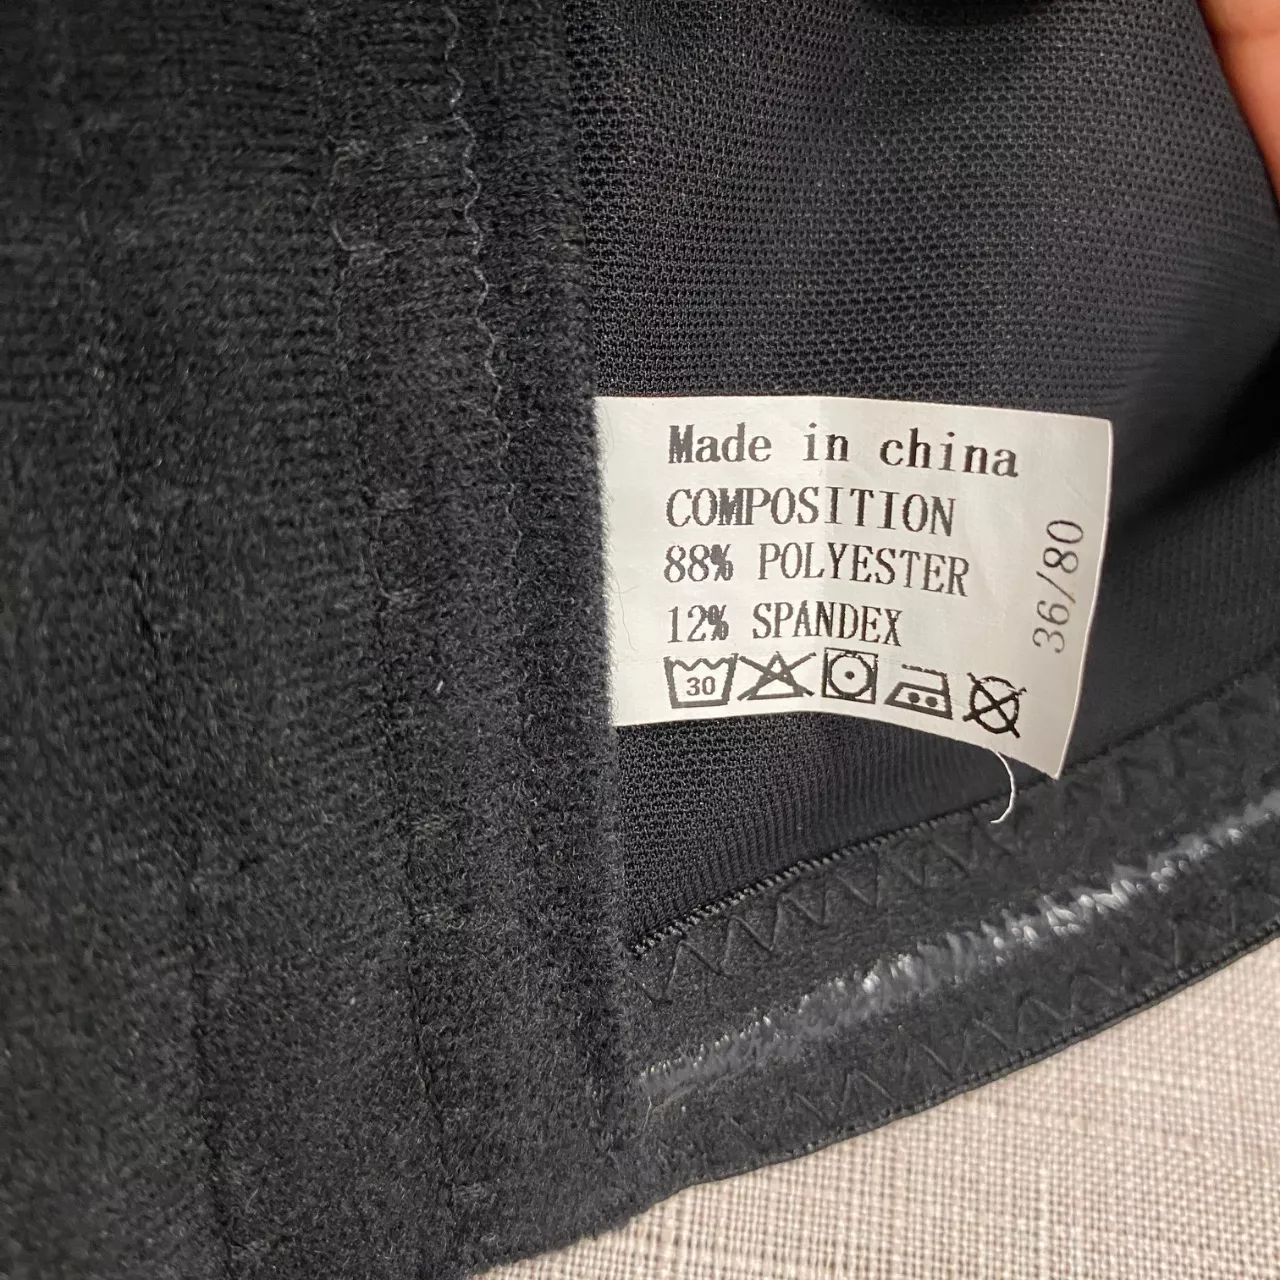 Made in china
COMPOSITION
88% POLYESTER
12% SPANDEX
30
36/80